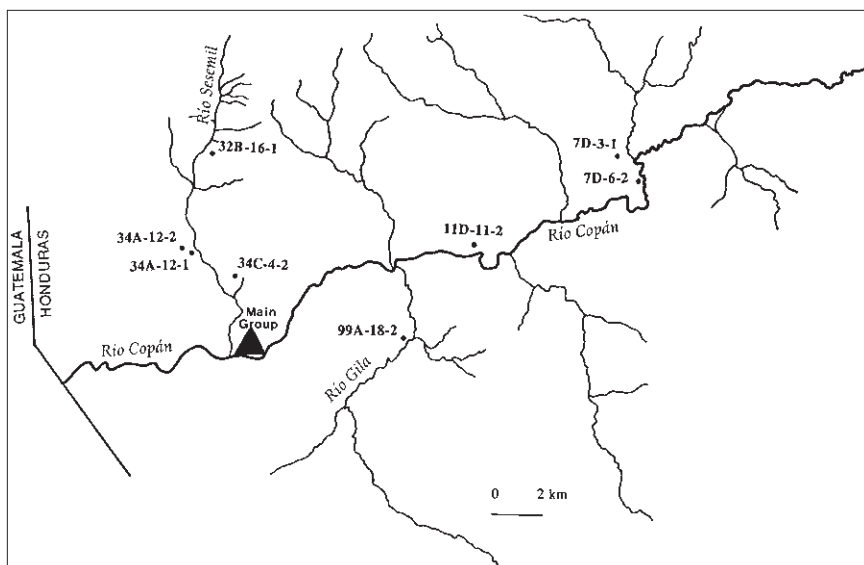 Río Sesemil
32B-16-1
7D-3-1
7D-6-2
Río Copán
11D-11-2
34A-12-2
34A-12-1
34C-4-2
GUATEMALA
HONDURAS
Main
Group
99A-18-2
Río Copán
Río Gila
0 2 km